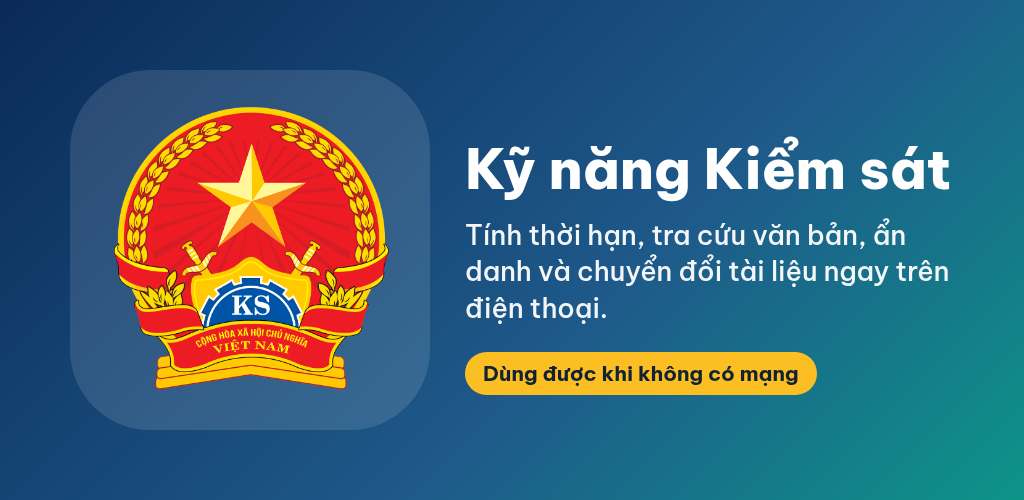 KS
CỘNG HÒA XÃ HỘI CHỦ NGHĨA
VIỆT NAM
Kỹ năng Kiểm sát
Tính thời hạn, tra cứu văn bản, ẩn
danh và chuyển đổi tài liệu ngay trên
điện thoại.
Dùng được khi không có mạng